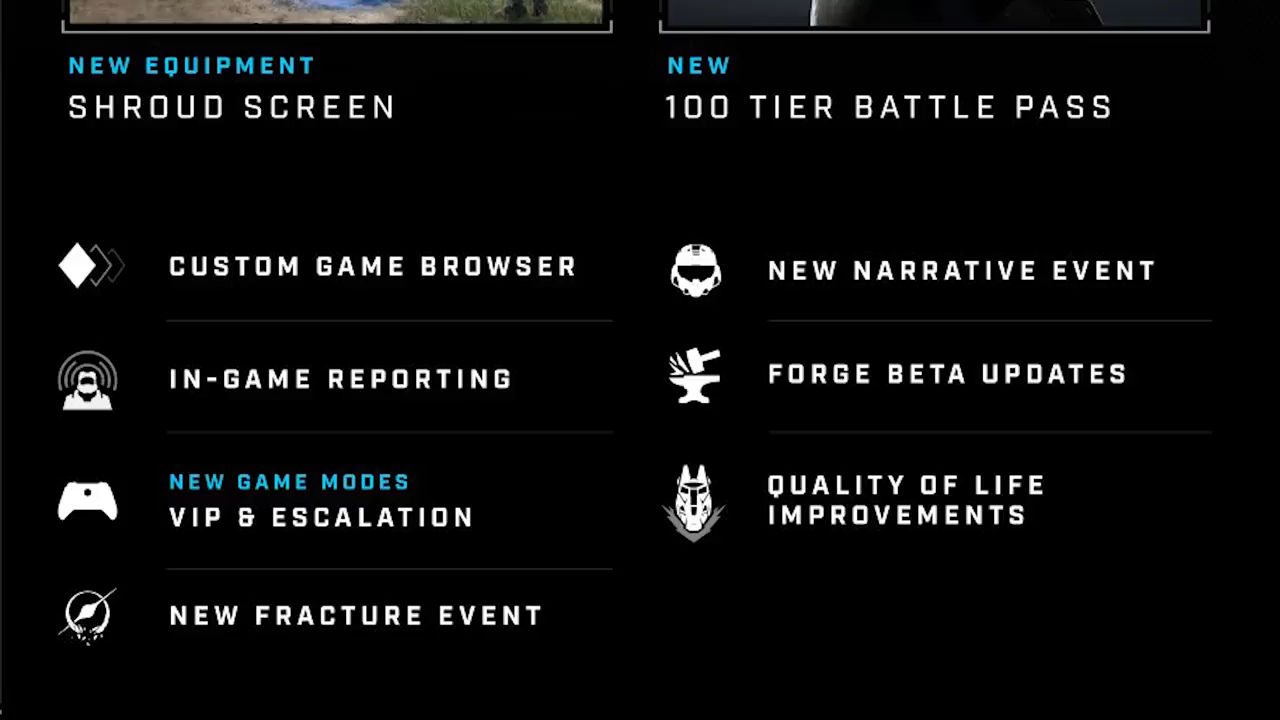 NEW EQUIPMENT
SHROUD SCREEN
NEW
100 TIER BATTLE PASS
CUSTOM GAME BROWSER
IN-GAME REPORTING
NEW GAME MODES
VIP & ESCALATION
NEW FRACTURE EVENT
NEW NARRATIVE EVENT
FORGE BETA UPDATES
QUALITY OF LIFE
IMPROVEMENTS